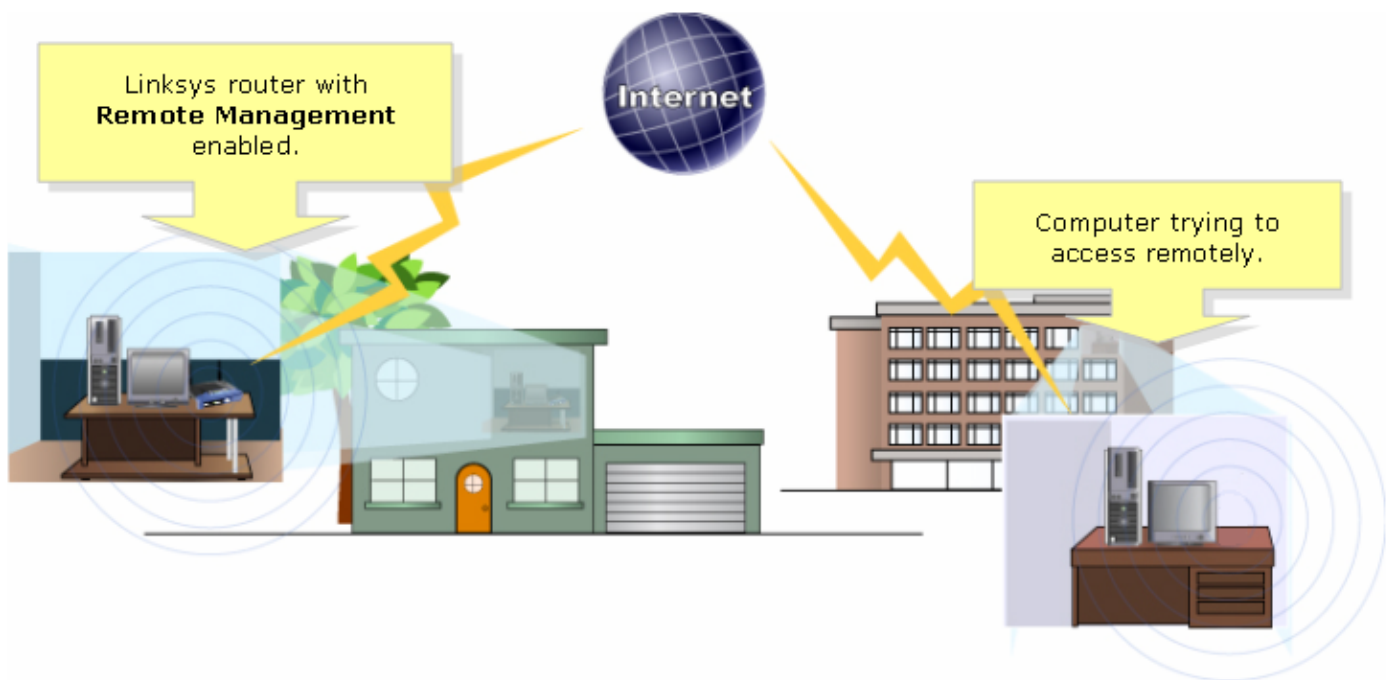 Linksys router with
Remote Management
enabled.
Internet
Computer trying to
access remotely.